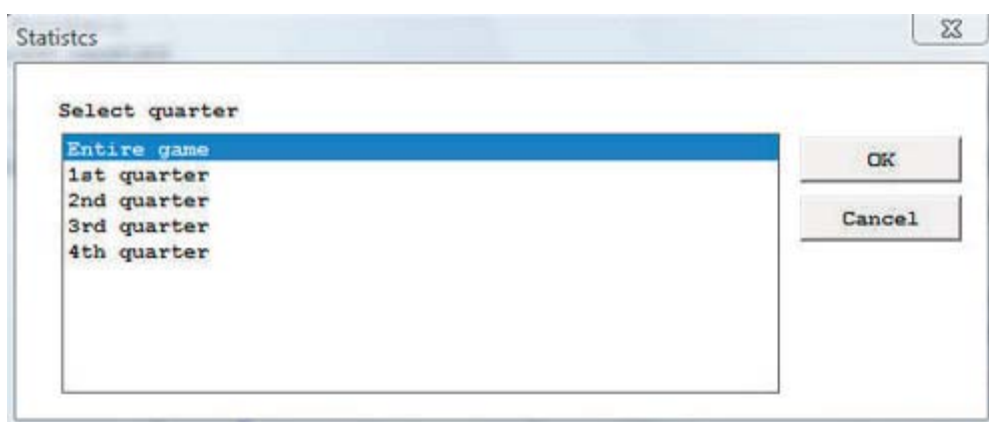 Statistcs
Select quarter
Entire game
1st quarter
2nd quarter
3rd quarter
4th quarter
OK
Cancel